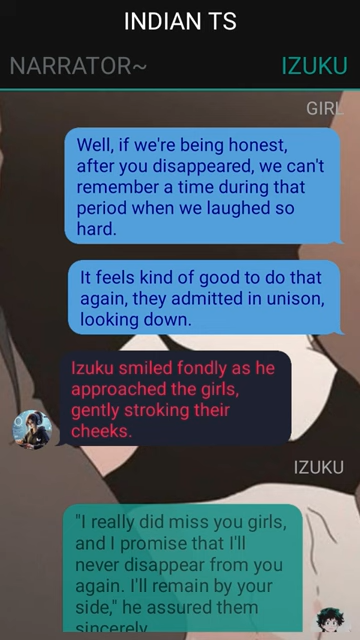 INDIAN TS
NARRATOR~ IZUKU
GIRL
Well, if we're being honest,
after you disappeared, we can't
remember a time during that
period when we laughed so
hard.
It feels kind of good to do that
again, they admitted in unison,
looking down.
Izuku smiled fondly as he
approached the girls,
gently stroking their
cheeks.
IZUKU
"I really did miss you girls,
and I promise that I'll
never disappear from you
again. I'll remain by your
side," he assured them
sincerely.